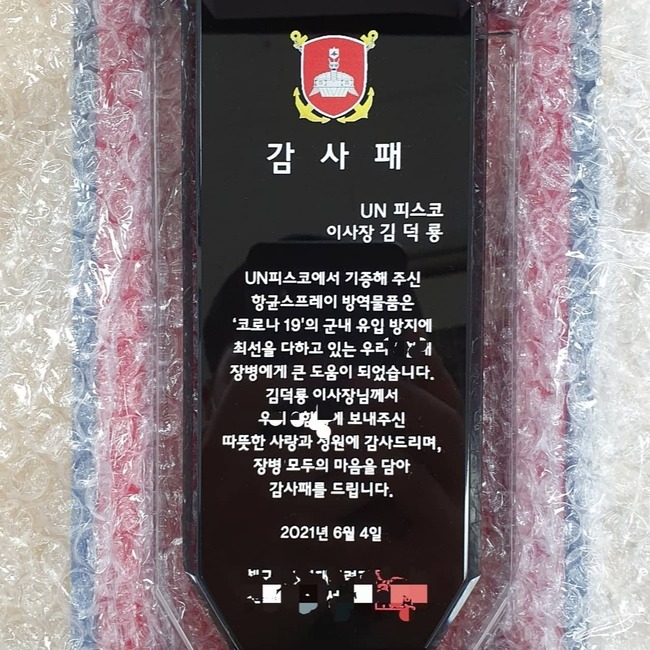 감 사 패
UN 피스코
이사장 김 덕 룡
UN피스코에서 기증해 주신
항균스프레이 방역물품은
‘코로나 19'의 군내 유입 방지에
최선을 다하고 있는 우리
장병에게 큰 도움이 되었습니다.
김덕룡 이사장님께서
보내주신
따뜻한 사랑과 성원에 감사드리며,
장병 모두의 마음을 담아
감사패를 드립니다.
2021년 6월 4일